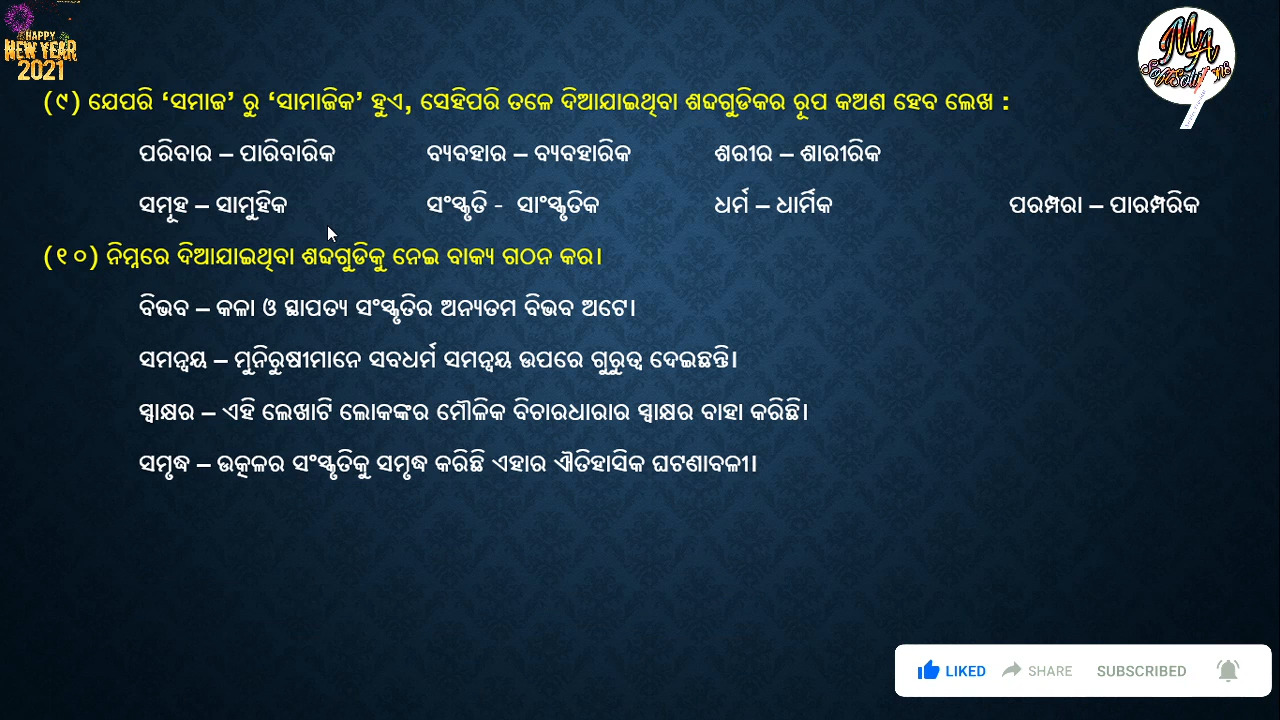 HAPPY
NEW YEAR
2021
MA
(୯) ଯେପରି ‘ସମାଜ’ ରୁ ‘ସାମାଜିକ’ ହୁଏ, ସେହିପରି ତଳେ ଦିଆଯାଇଥିବା ଶବ୍ଦଗୁଡିକର ରୂପ କଅଣ ହେବ ଲେଖ :
ପରିବାର – ପାରିବାରିକ ବ୍ୟବହାର – ବ୍ୟବହାରିକ ଶରୀର – ଶାରୀରିକ
ସମୂହ – ସାମୁହିକ ସଂସ୍କୃତି - ସାଂସ୍କୃତିକ ଧର୍ମ – ଧାର୍ମିକ ପରମ୍ପରା – ପାରମ୍ପରିକ
(୧୦) ନିମ୍ନରେ ଦିଆଯାଇଥିବା ଶବ୍ଦଗୁଡିକୁ ନେଇ ବାକ୍ୟ ଗଠନ କର।
ବିଭବ – କଳା ଓ ସ୍ଥାପତ୍ୟ ସଂସ୍କୃତିର ଅନ୍ୟତମ ବିଭବ ଅଟେ।
ସମନ୍ୱୟ – ମୁନିରୁଷୀମାନେ ସବଧର୍ମ ସମନ୍ୱୟ ଉପରେ ଗୁରୁତ୍ୱ ଦେଇଛନ୍ତି।
ସ୍ୱାକ୍ଷର – ଏହି ଲେଖାଟି ଲୋକଙ୍କର ମୌଳିକ ବିଚାରଧାରାର ସ୍ୱାକ୍ଷର ବାହା କରିଛି।
ସମୃଦ୍ଧ – ଉତ୍କଳର ସଂସ୍କୃତିକୁ ସମୃଦ୍ଧ କରିଛି ଏହାର ଐତିହାସିକ ଘଟଣାବଳୀ।
LIKED SHARE SUBSCRIBED